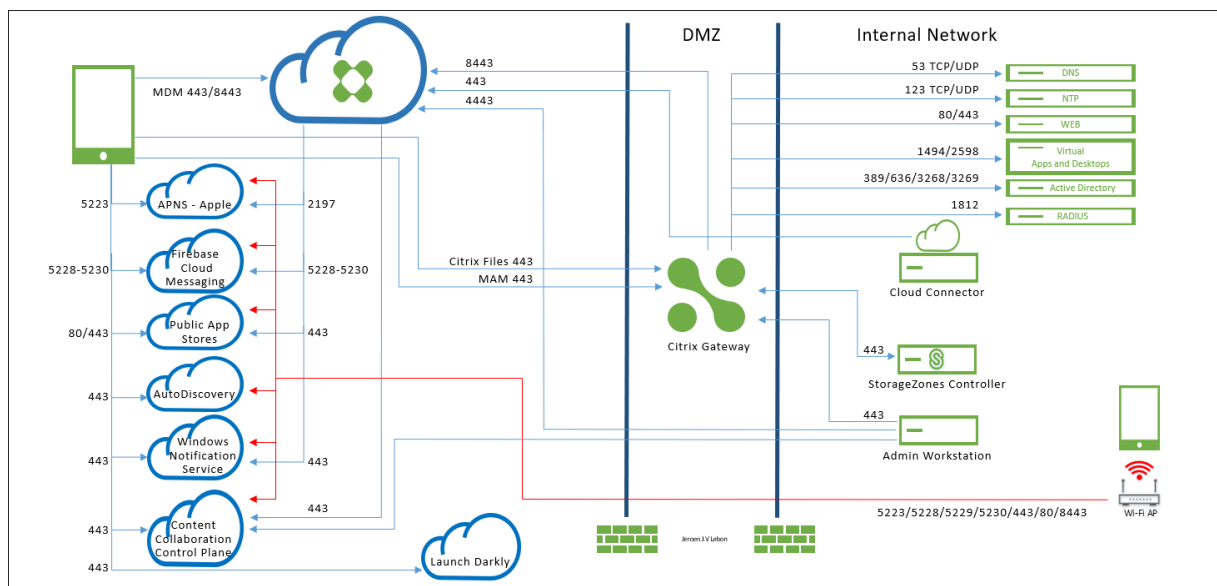 DMZ
Internal Network
8443
443
4443
MDM 443/8443
53 TCP/UDP
DNS
123 TCP/UDP
NTP
80/443
WEB
1494/2598
Virtual
Apps and Desktops
389/636/3268/3269
Active Directory
1812
RADIUS
5223
APNS - Apple
2197
5228-5230
Firebase
Cloud
Messaging
5228-5230
Citrix Files 443
MAM 443
Cloud Connector
80/443
Public App
Stores
443
Citrix Gateway
443
StorageZones Controller
443
AutoDiscovery
443
Admin Workstation
443
Windows
Notification
Service
443
443
443
Content
Collaboration
Control Plane
5223/5228/5229/5230/443/80/8443
Wi-Fi AP
Jeroen J.V Lebon
443
Launch Darkly